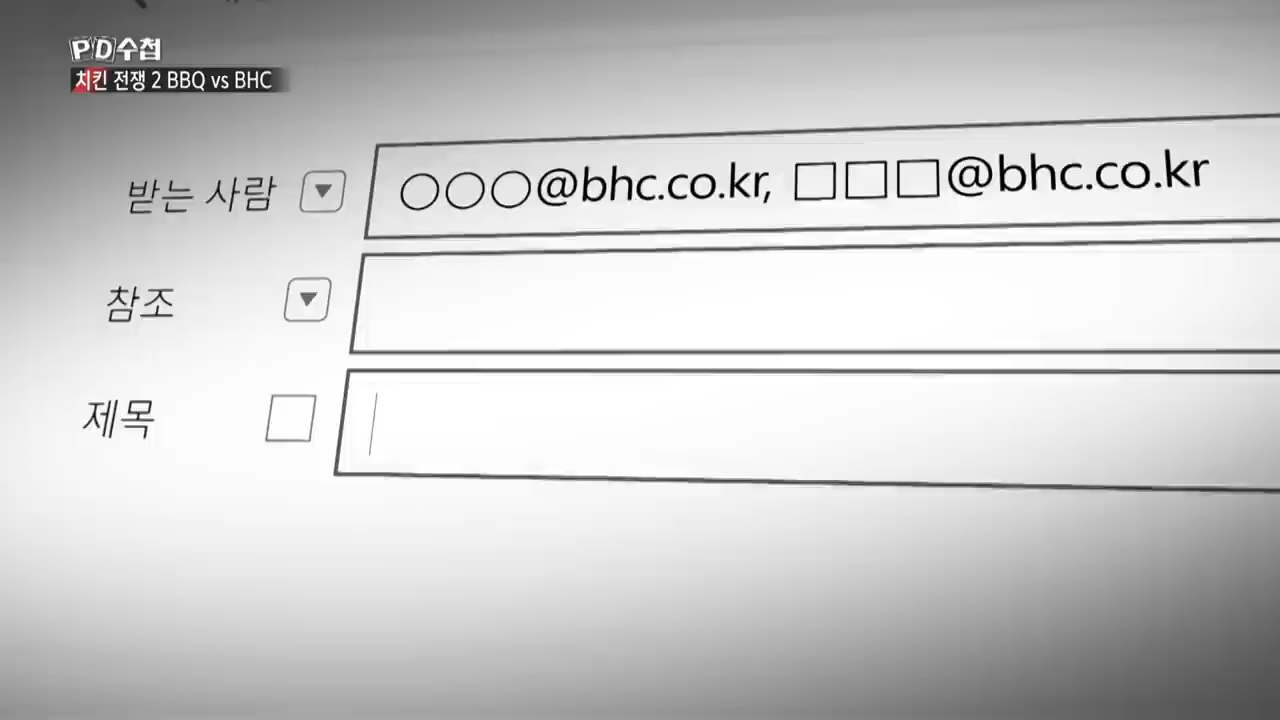 PD수첩
치킨 전쟁 2 BBQ vs BHC
받는 사람 ○○○@bhc.co.kr, □□□@bhc.co.kr
참조
제목